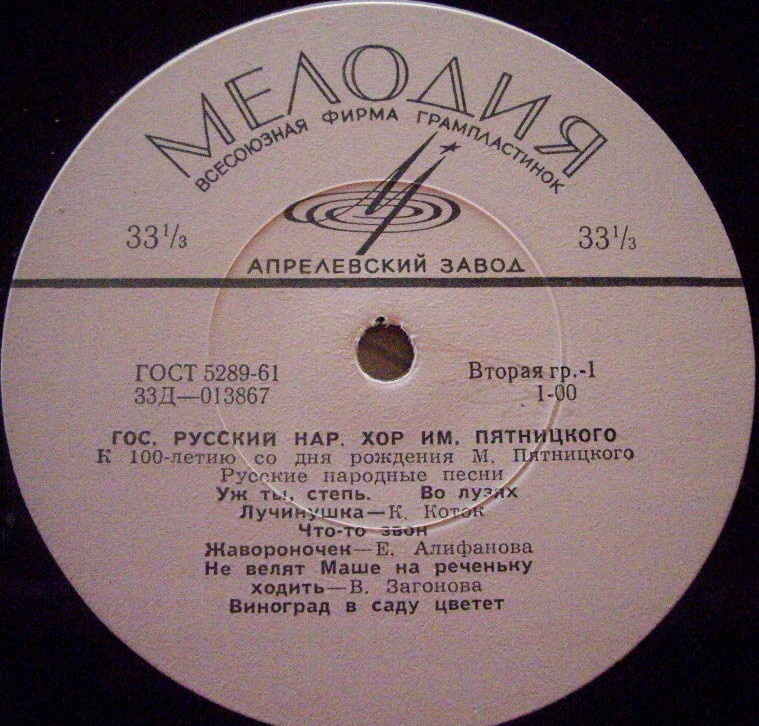 МЕЛОДИЯ
ВСЕСОЮЗНАЯ ФИРМА ГРАМПЛАСТИНОК
33⅓ 33⅓
АПРЕЛЕВСКИЙ ЗАВОД
ГОСТ 5289-61 Вторая гр.-1
33Д—013867 1-00
ГОС. РУССКИЙ НАР. ХОР ИМ. ПЯТНИЦКОГО
К 100-летию со дня рождения М. Пятницкого
Русские народные песни
Уж ты, степь. Во лузях
Лучинушка—К. Коток
Что-то звон
Жавороночек—Е. Алифанова
Не велят Маше на реченьку
ходить—В. Загонова
Виноград в саду цветет